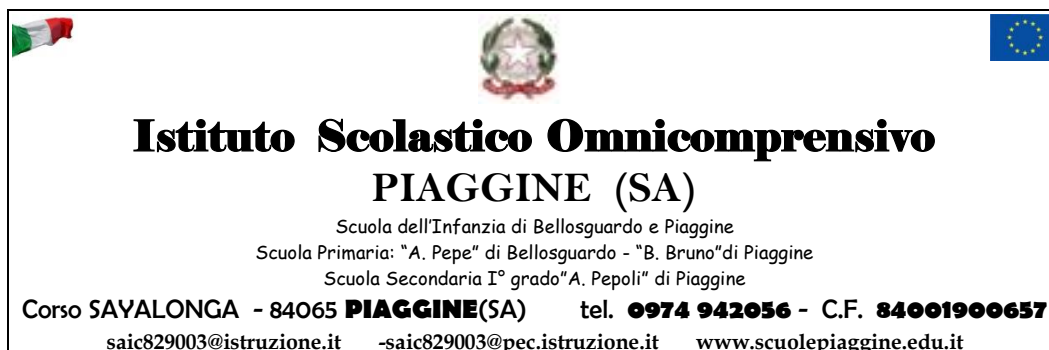 Istituto Scolastico Omnicomprensivo
PIAGGINE (SA)
Scuola dell'Infanzia di Bellosguardo e Piaggine
Scuola Primaria: "A. Pepe" di Bellosguardo - "B. Bruno"di Piaggine
Scuola Secondaria I° grado"A. Pepoli" di Piaggine
Corso SAYALONGA - 84065 PIAGGINE(SA) tel. 0974 942056 - C.F. 84001900657
saic829003@istruzione.it -saic829003@pec.istruzione.it www.scuolepiaggine.edu.it